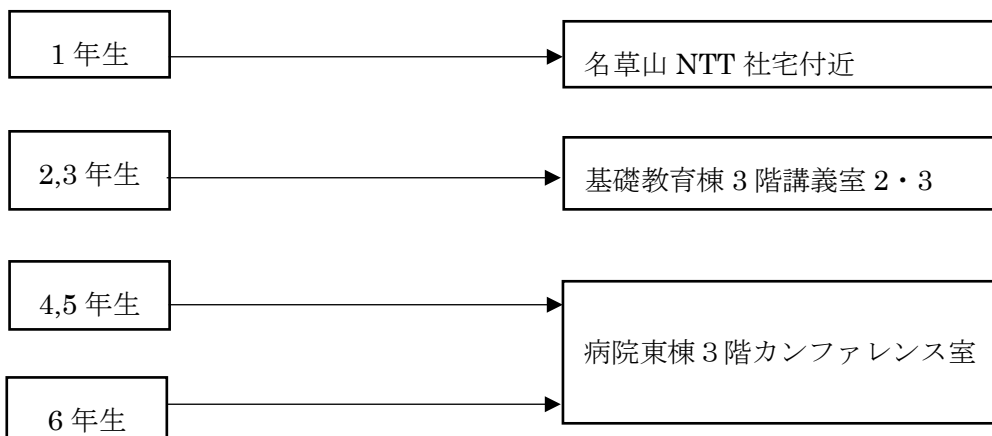 1 年生
名草山 NTT 社宅付近
2,3 年生
基礎教育棟 3 階講義室 2・3
4,5 年生
病院東棟３階カンファレンス室
6 年生